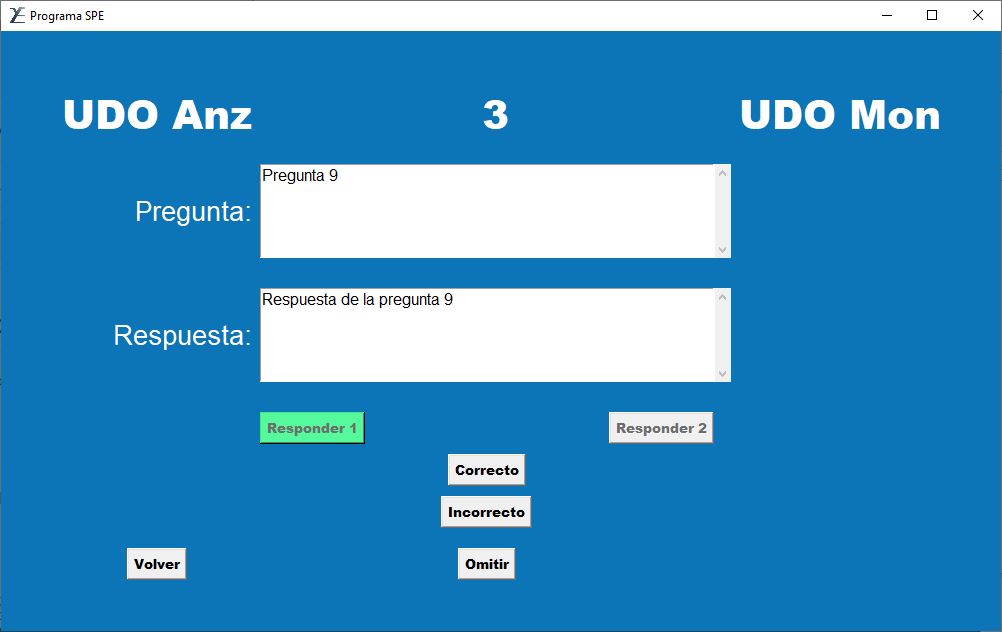 Programa SPE
UDO Anz 3 UDO Mon
Pregunta:
Pregunta 9
Respuesta:
Respuesta de la pregunta 9
Responder 1 Responder 2
Correcto
Incorrecto
Volver Omitir